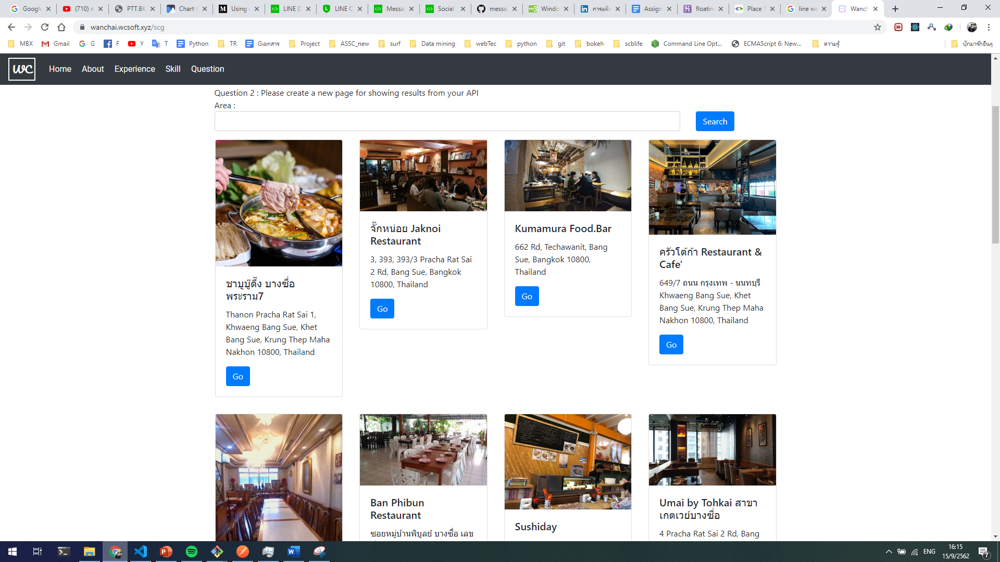 Google
(710) ด
PTT.BK
Chart
Using
LINE D
LINE O
Messa
Social
messa
Windo
การแจ้ง
Assign
floatin
Place T
line we
Wanch
wanchai.wcsoft.xyz/scg
MBX
Gmail
G
F
Y
T
Python
TR
Gเอกสาร
Project
ASSC_new
surf
Data mining
webTec
python
git
bokeh
scblife
Command Line Opt...
ECMAScript 6: New...
ความรู้
บุ๊กมาร์กอื่นๆ
WC
Home
About
Experience
Skill
Question
Question 2 : Please create a new page for showing results from your API
Area :
Search
ชาบูบู๊ตึ๊ง บางซื่อ
พระราม7
Thanon Pracha Rat Sai 1,
Khwaeng Bang Sue, Khet
Bang Sue, Krung Thep Maha
Nakhon 10800, Thailand
Go
จั๊กหน่อย Jaknoi
Restaurant
3, 393, 393/3 Pracha Rat Sai
2 Rd, Bang Sue, Bangkok
10800, Thailand
Go
Kumamura Food.Bar
662 Rd, Techawanit, Bang
Sue, Bangkok 10800,
Thailand
Go
ครัวโต้ก้า Restaurant &
Cafe'
649/7 ถนน กรุงเทพ - นนทบุรี
Khwaeng Bang Sue, Khet
Bang Sue, Krung Thep Maha
Nakhon 10800, Thailand
Go
Ban Phibun
Restaurant
ซอยหมู่บ้านพิบูลย์ บางซื่อ เลข
Sushiday
Umai by Tohkai สาขา
เกตเวย์บางซื่อ
4 Pracha Rat Sai 2 Rd, Bang
ENG
16:15
15/9/2562
7